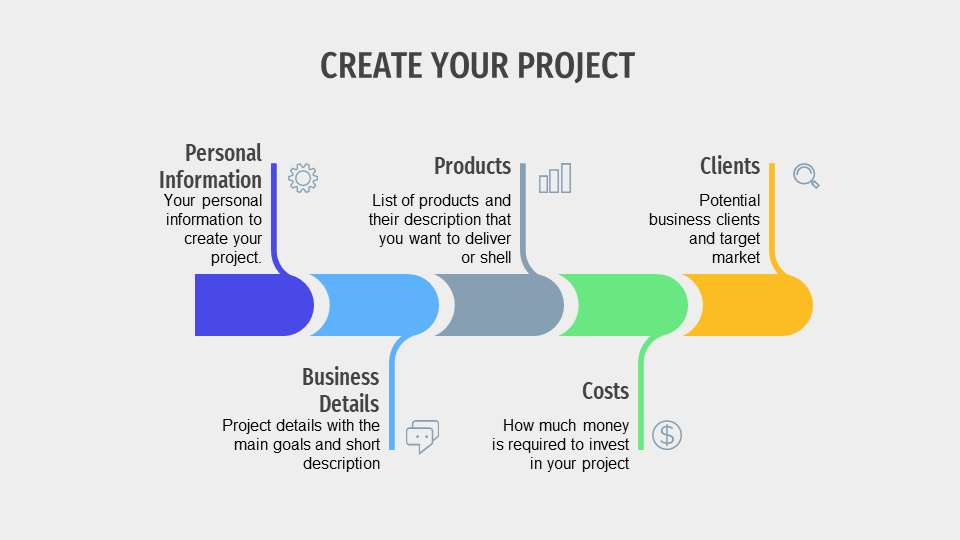 CREATE YOUR PROJECT
Personal
Information
Your personal
information to
create your
project.
Products
List of products and
their description that
you want to deliver
or shell
Clients
Potential
business clients
and target
market
Business
Details
Project details with the
main goals and short
description
Costs
How much money
is required to invest
in your project
$